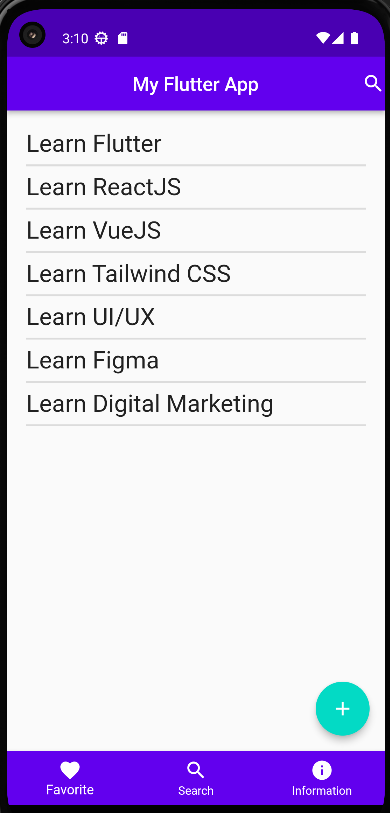 3:10
My Flutter App
Learn Flutter
Learn ReactJS
Learn VueJS
Learn Tailwind CSS
Learn UI/UX
Learn Figma
Learn Digital Marketing
Favorite
Search
Information